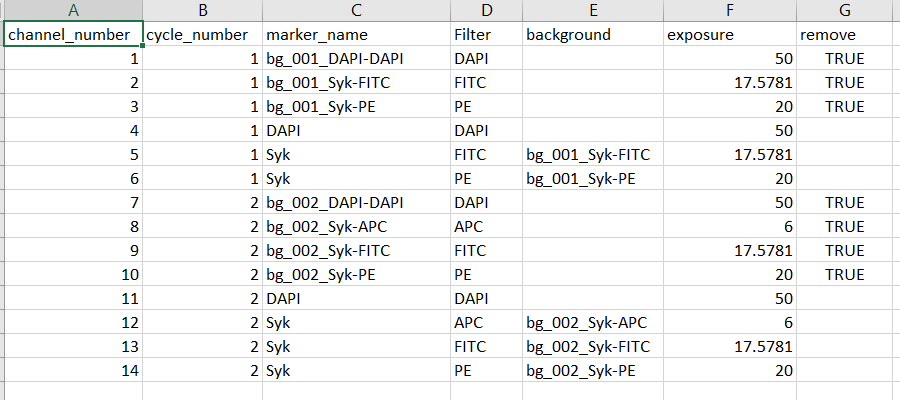 A B C D E F G
channel_number cycle_number marker_name Filter background exposure remove
1 1 bg_001_DAPI-DAPI DAPI 50 TRUE
2 1 bg_001_Syk-FITC FITC 17.5781 TRUE
3 1 bg_001_Syk-PE PE 20 TRUE
4 1 DAPI DAPI 50
5 1 Syk FITC bg_001_Syk-FITC 17.5781
6 1 Syk PE bg_001_Syk-PE 20
7 2 bg_002_DAPI-DAPI DAPI 50 TRUE
8 2 bg_002_Syk-APC APC 6 TRUE
9 2 bg_002_Syk-FITC FITC 17.5781 TRUE
10 2 bg_002_Syk-PE PE 20 TRUE
11 2 DAPI DAPI 50
12 2 Syk APC bg_002_Syk-APC 6
13 2 Syk FITC bg_002_Syk-FITC 17.5781
14 2 Syk PE bg_002_Syk-PE 20